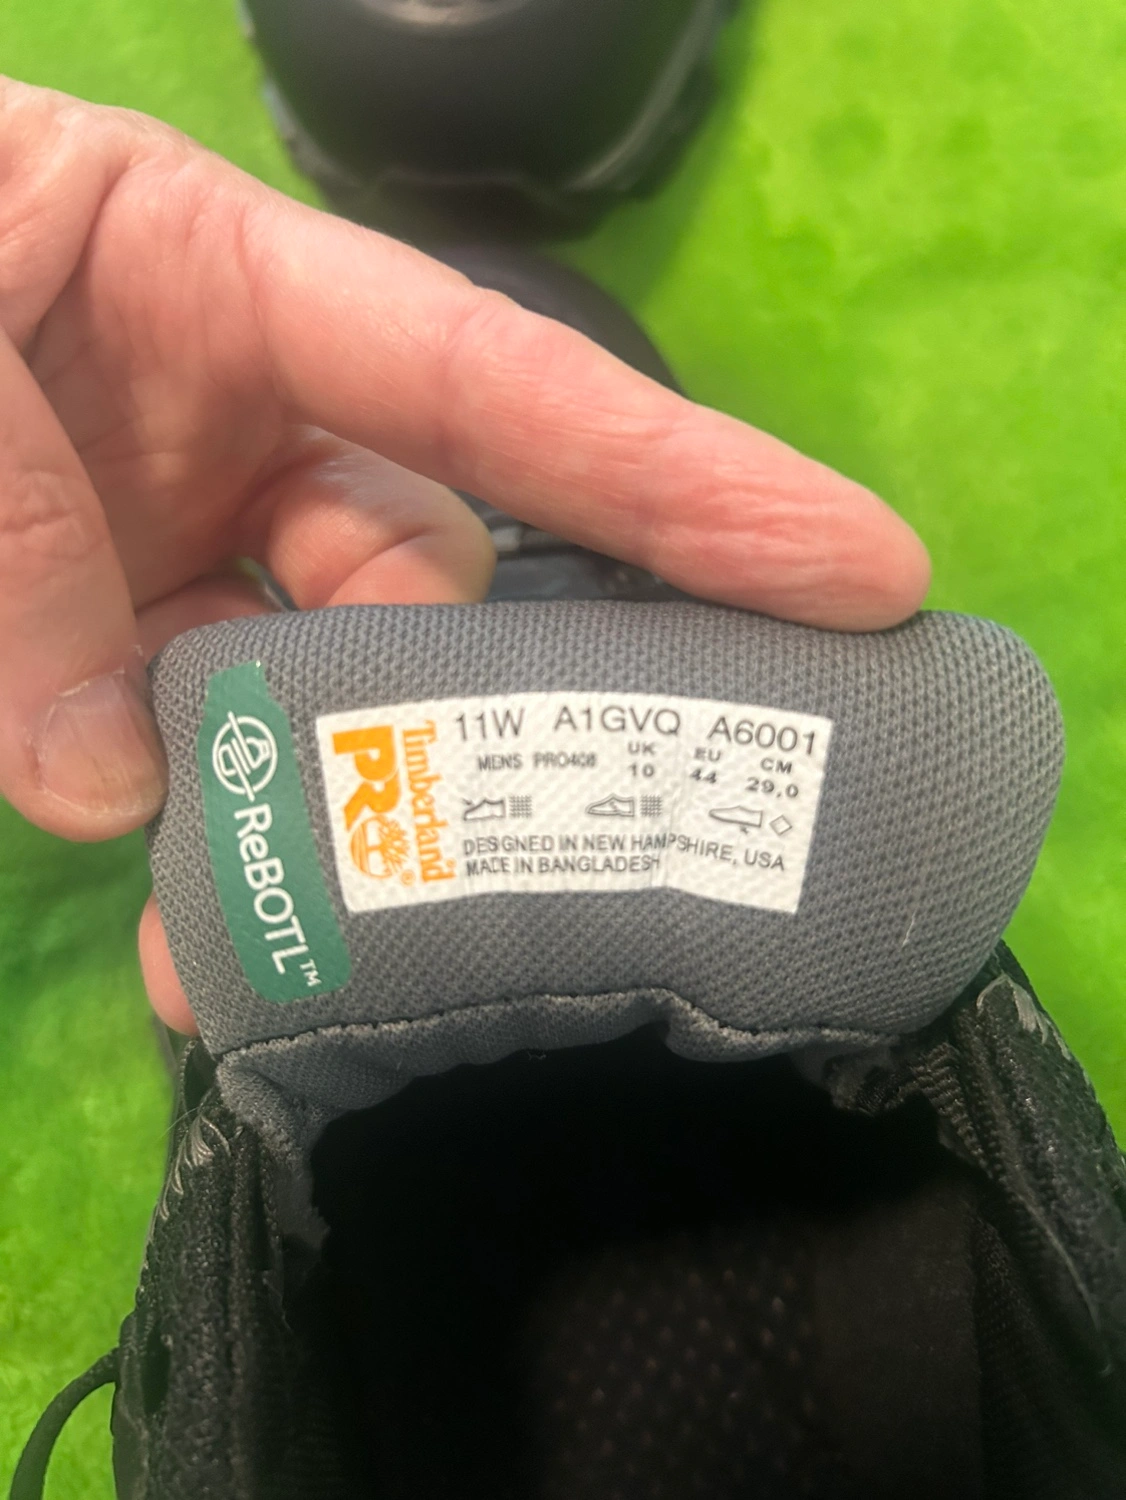 ReBOTL™
Timberland®
PRO®
11W A1GVQ A6001
MENS PRO408 UK EU CM
10 44 29,0
DESIGNED IN NEW HAMPSHIRE, USA
MADE IN BANGLADESH